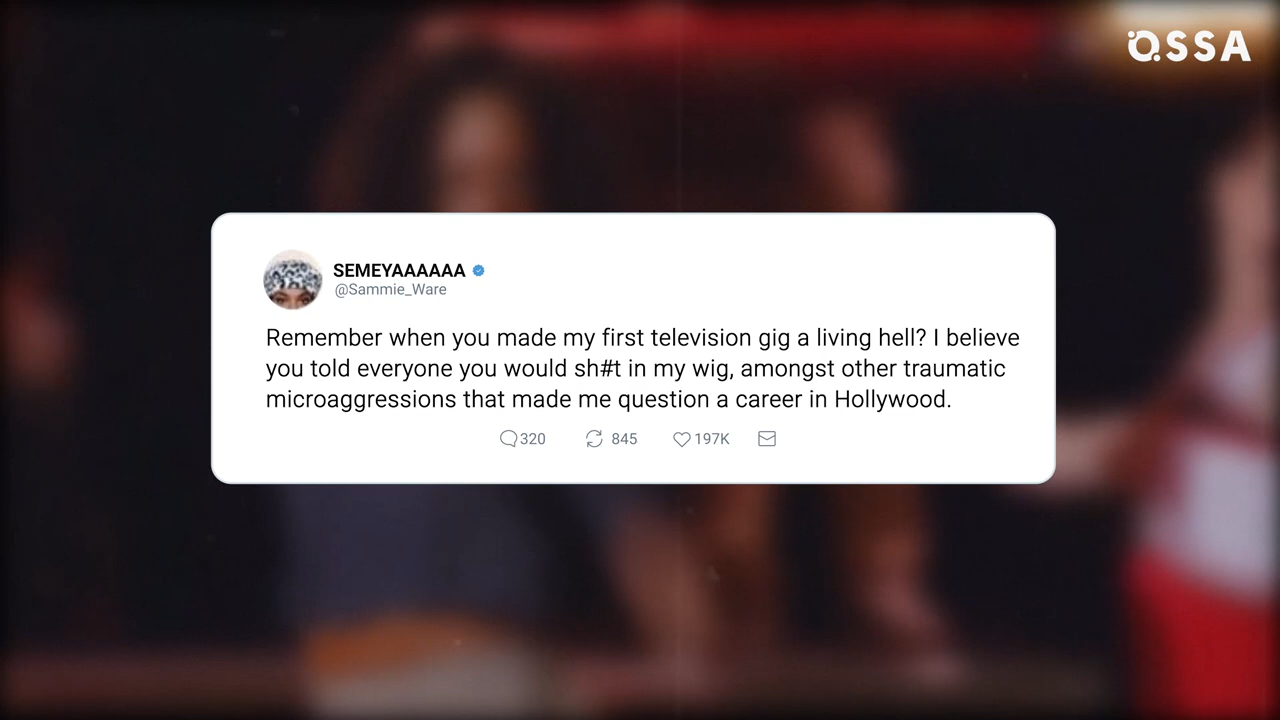 OSSA
SEMEYAAAAAA
@Sammie_Ware
Remember when you made my first television gig a living hell? I believe
you told everyone you would sh#t in my wig, amongst other traumatic
microaggressions that made me question a career in Hollywood.
320 845 197K